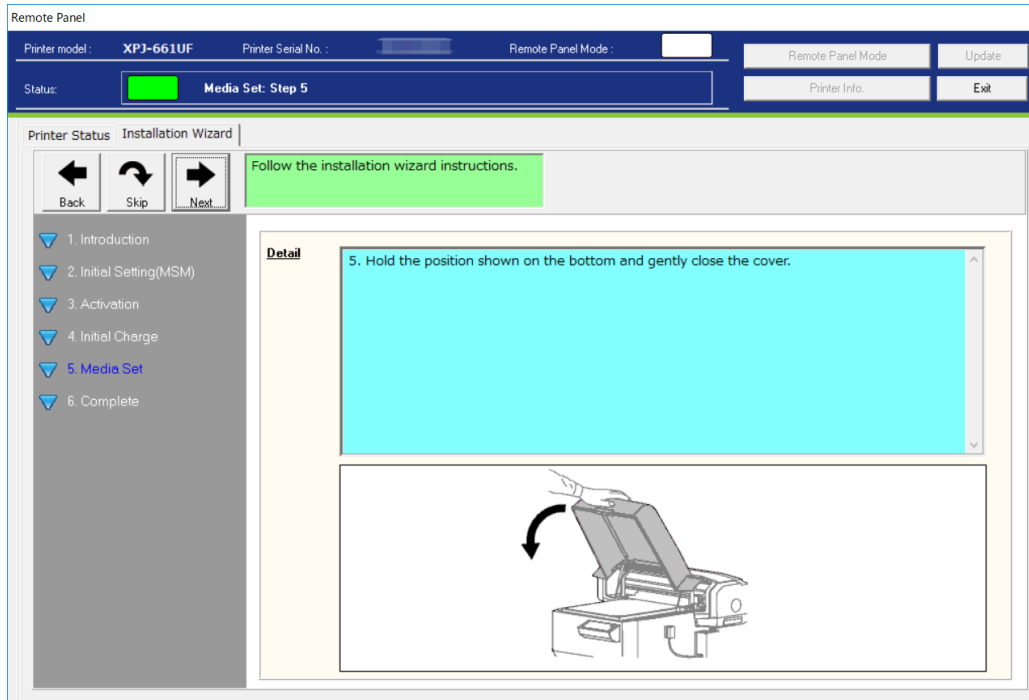 Remote Panel
Printer model :
XPJ-661UF
Printer Serial No. :
Remote Panel Mode :
Remote Panel Mode
Update
Status:
Media Set: Step 5
Printer Info.
Exit
Printer Status
Installation Wizard
Back
Skip
Next
Follow the installation wizard instructions.
1. Introduction
2. Initial Setting(MSM)
3. Activation
4. Initial Charge
5. Media Set
6. Complete
Detail
5. Hold the position shown on the bottom and gently close the cover.